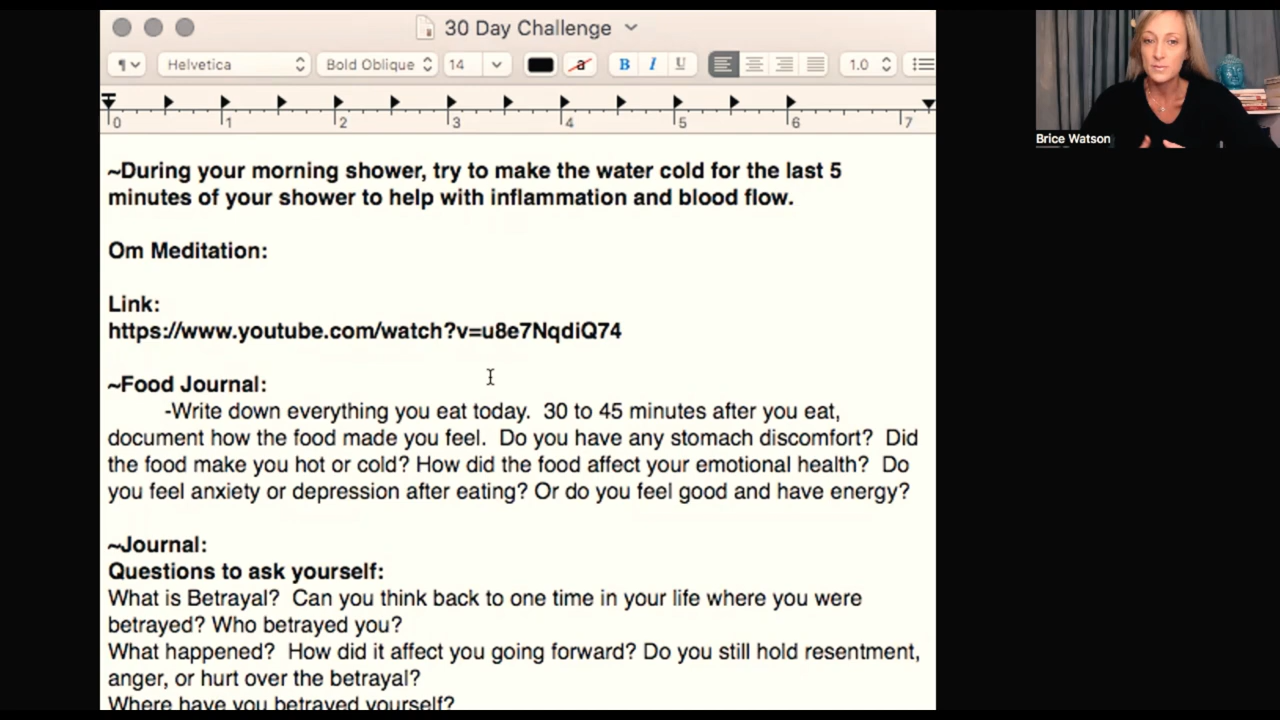 30 Day Challenge
¶ Helvetica Bold Oblique 14 a B I U 1.0
0 1 2 3 4 5 6 7
Brice Watson
~During your morning shower, try to make the water cold for the last 5
minutes of your shower to help with inflammation and blood flow.
Om Meditation:
Link:
https://www.youtube.com/watch?v=u8e7NqdiQ74
~Food Journal:
-Write down everything you eat today.  30 to 45 minutes after you eat,
document how the food made you feel.  Do you have any stomach discomfort?  Did
the food make you hot or cold? How did the food affect your emotional health?  Do
you feel anxiety or depression after eating? Or do you feel good and have energy?
~Journal:
Questions to ask yourself:
What is Betrayal?  Can you think back to one time in your life where you were
betrayed? Who betrayed you?
What happened?  How did it affect you going forward? Do you still hold resentment,
anger, or hurt over the betrayal?
Where have you betrayed yourself?